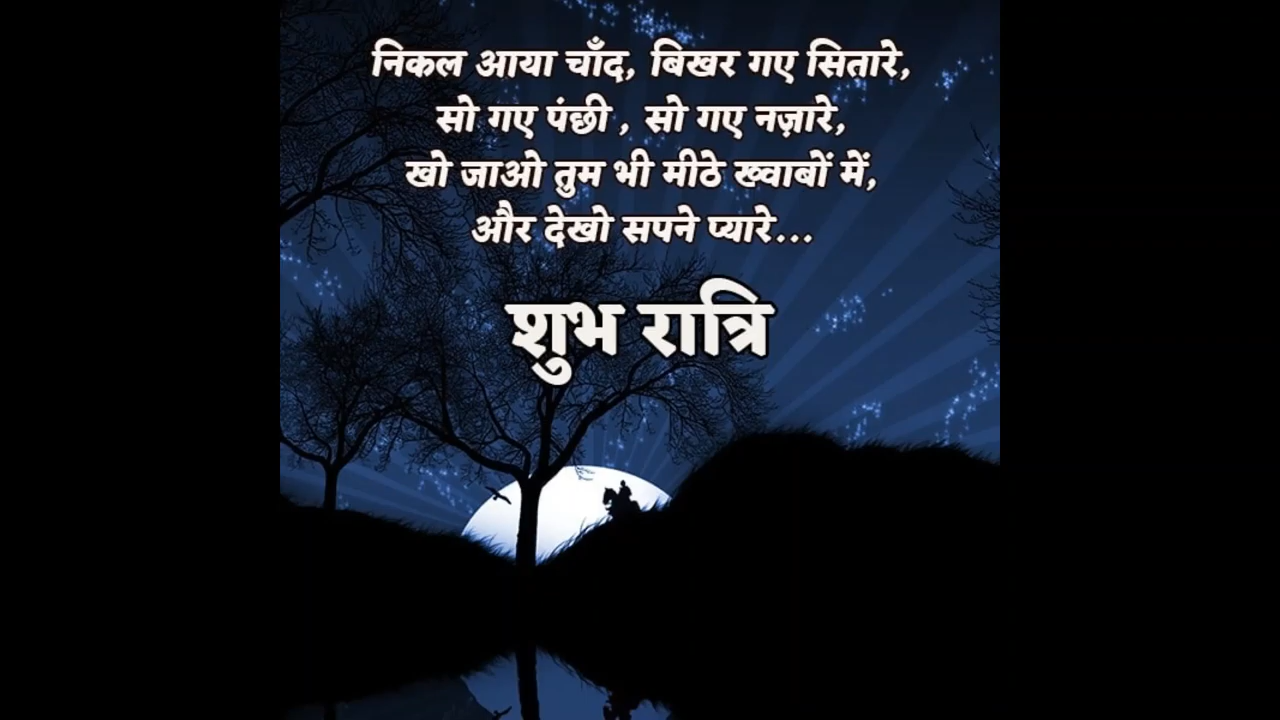 निकल आया चाँद, बिखर गए सितारे,
सो गए पंछी , सो गए नज़ारे,
खो जाओ तुम भी मीठे ख्वाबों में,
और देखो सपने प्यारे...
शुभ रात्रि